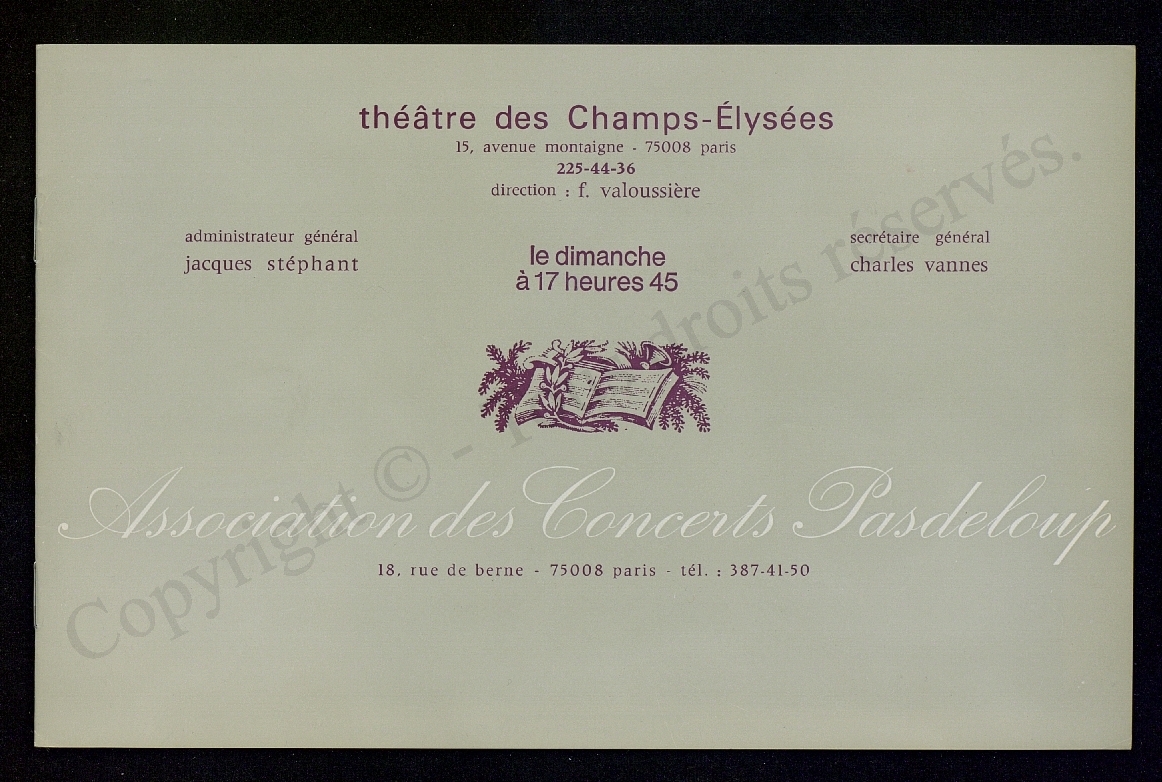 théâtre des Champs-Élysées
15, avenue montaigne - 75008 paris
225-44-36
direction : f. valoussière
administrateur général
jacques stéphant
le dimanche
à 17 heures 45
secrétaire général
charles vannes
Association des Concerts Pasdeloup
18, rue de berne - 75008 paris - tél. : 387-41-50
Copyright © - droits réservés.